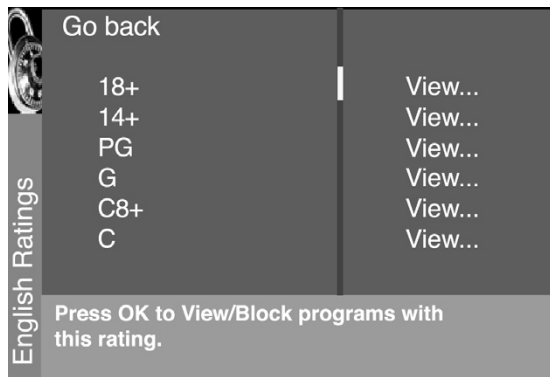 Go back
18+ View...
14+ View...
PG View...
G View...
C8+ View...
C View...
English Ratings
Press OK to View/Block programs with
this rating.